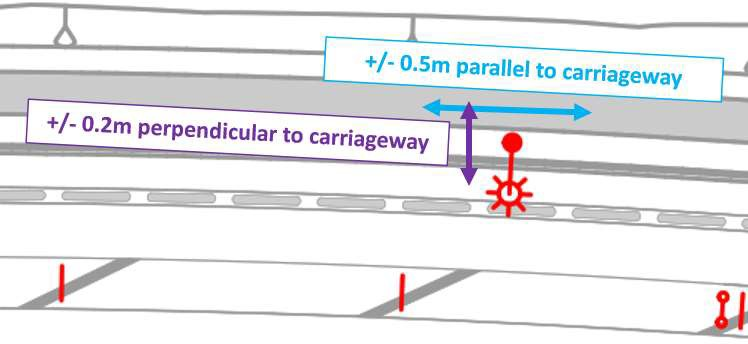 +/- 0.5m parallel to carriageway
+/- 0.2m perpendicular to carriageway